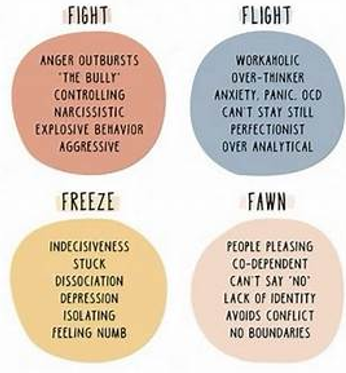 FIGHT
ANGER OUTBURSTS
'THE BULLY'
CONTROLLING
NARCISSISTIC
EXPLOSIVE BEHAVIOR
AGGRESSIVE
FLIGHT
WORKAHOLIC
OVER-THINKER
ANXIETY, PANIC, OCD
CAN'T STAY STILL
PERFECTIONIST
OVER ANALYTICAL
FREEZE
INDECISIVENESS
STUCK
DISSOCIATION
DEPRESSION
ISOLATING
FEELING NUMB
FAWN
PEOPLE PLEASING
CO-DEPENDENT
CAN'T SAY 'NO'
LACK OF IDENTITY
AVOIDS CONFLICT
NO BOUNDARIES